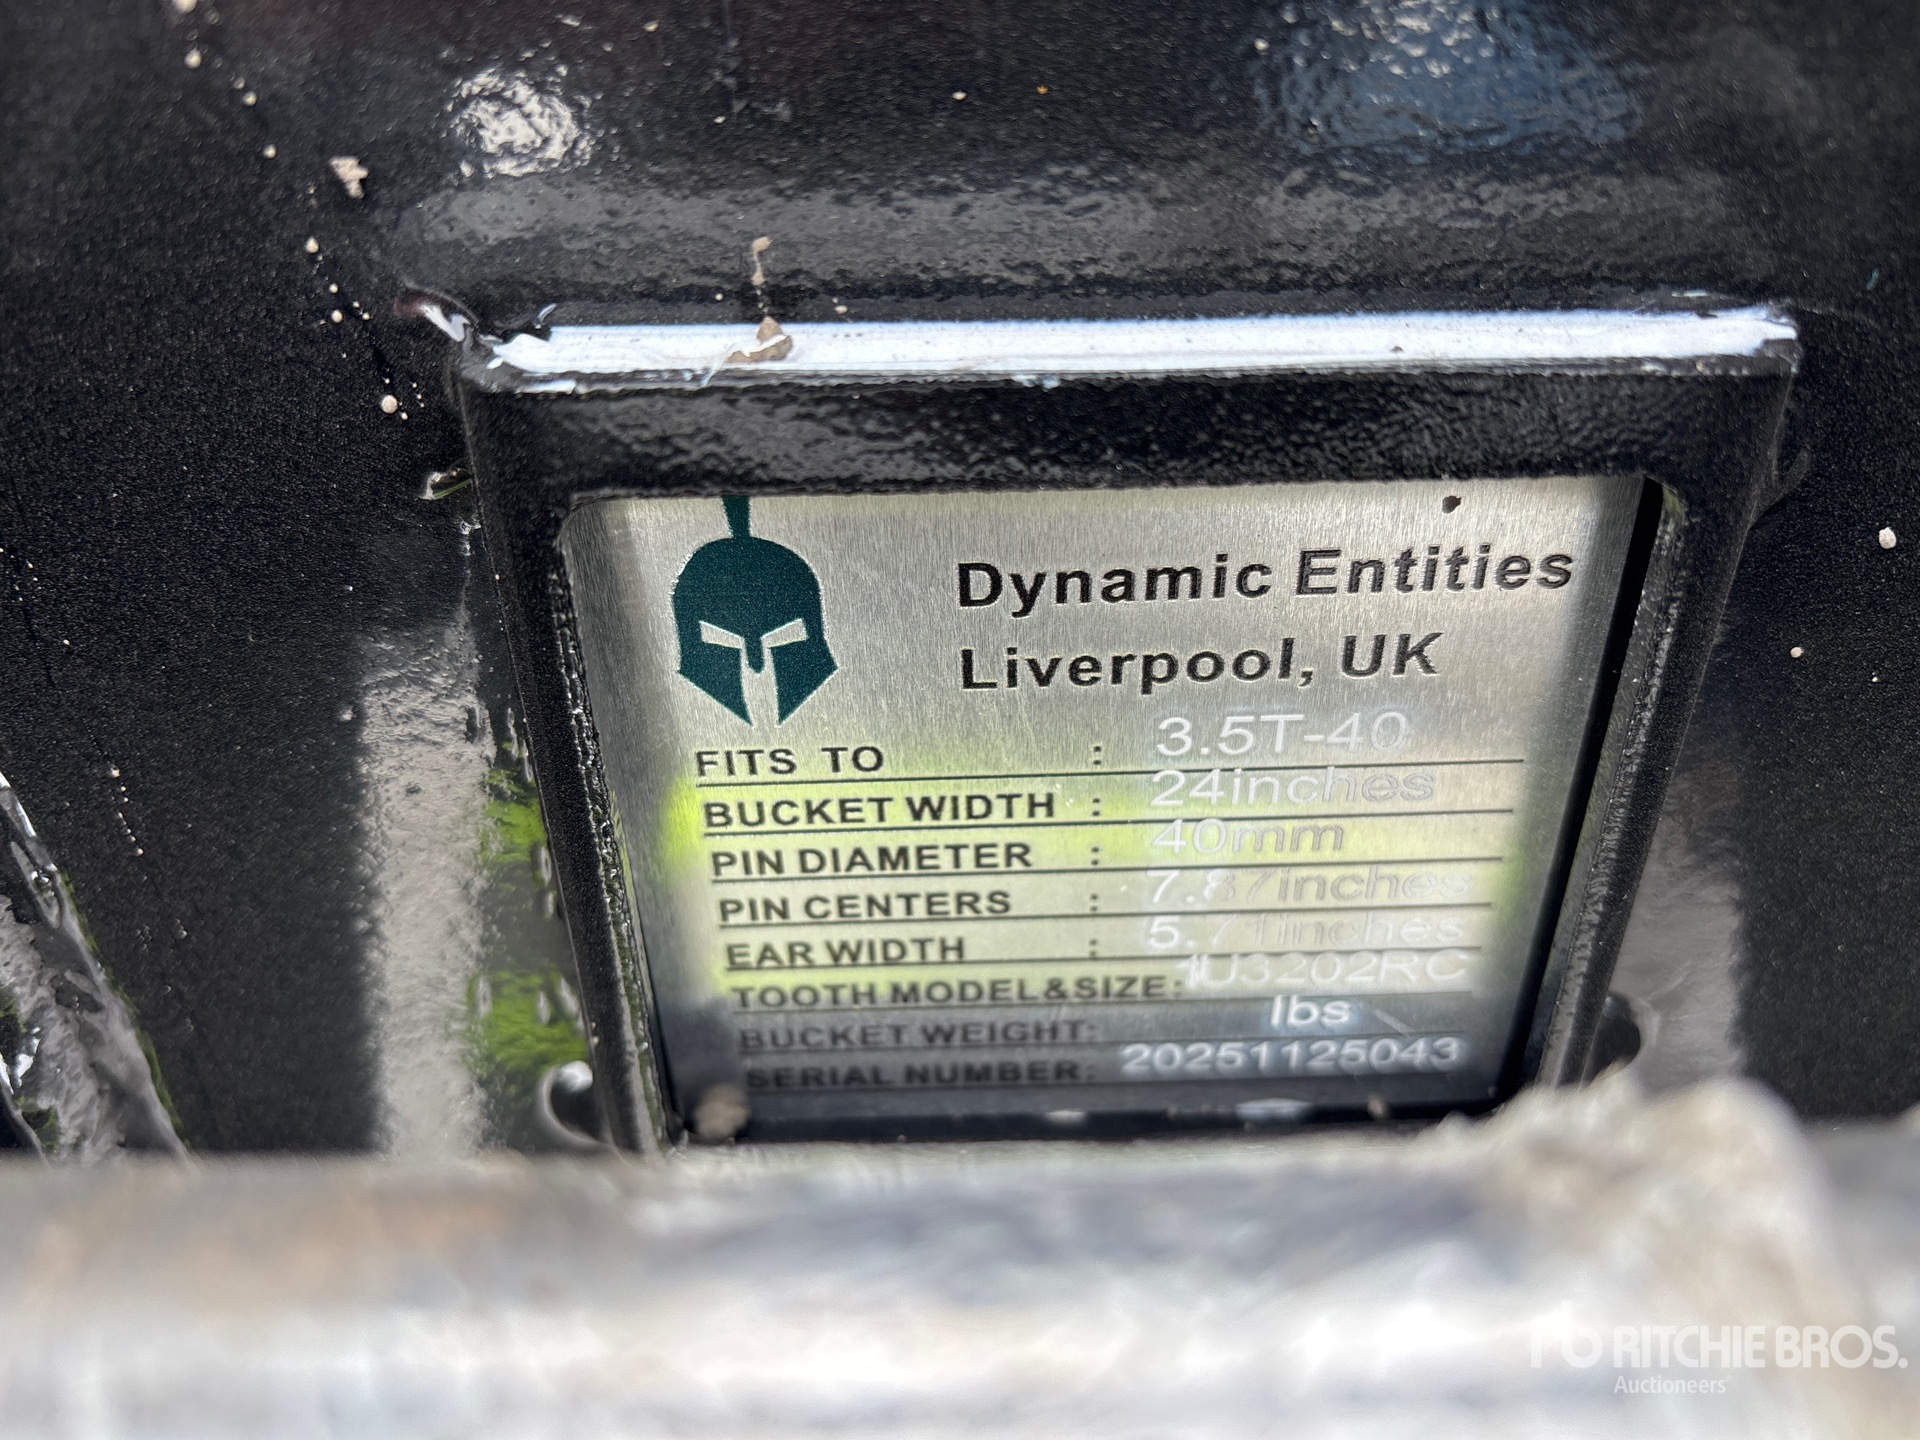 Dynamic Entities
Liverpool, UK
FITS TO : 3.5T-40
BUCKET WIDTH : 24inches
PIN DIAMETER : 40mm
PIN CENTERS : 7.87inches
EAR WIDTH : 5.71inches
TOOTH MODEL&SIZE: 1U3202RC
BUCKET WEIGHT: lbs
SERIAL NUMBER: 20251125043
RITCHIE BROS.
Auctioneers